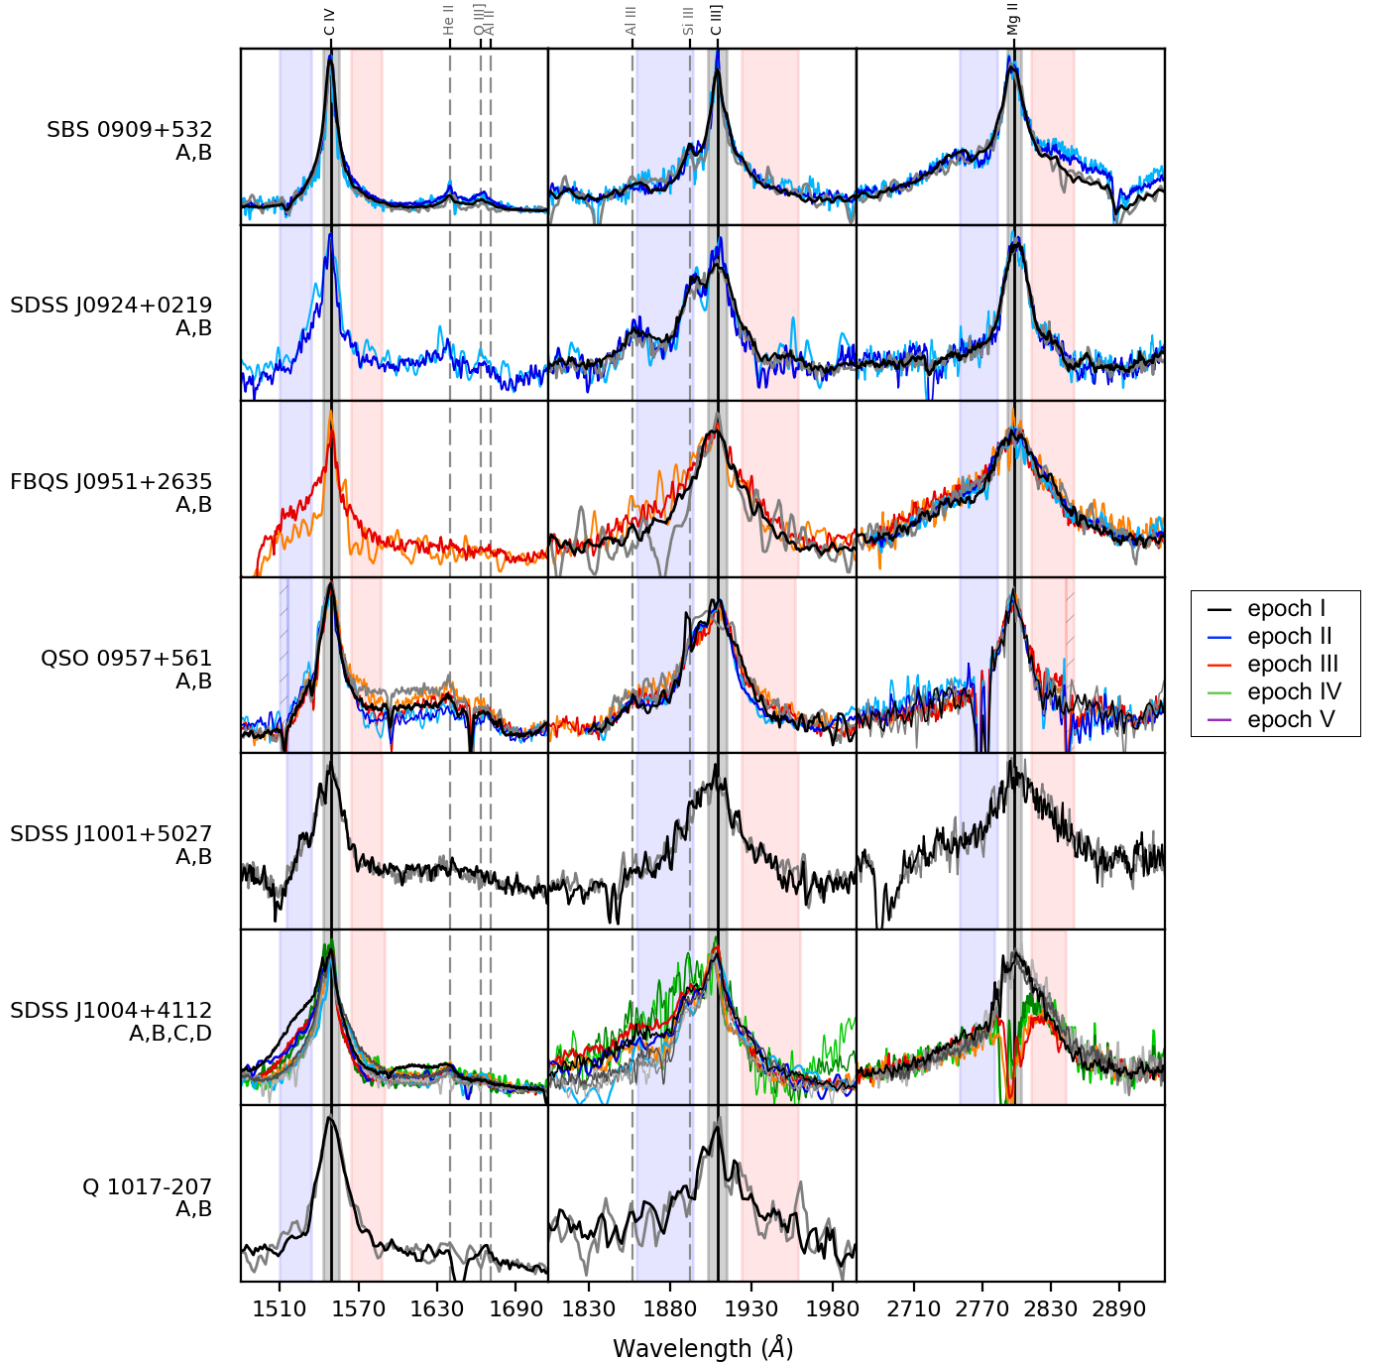 C IV
He II
O III]
Al II
Al III
Si III
C III]
Mg II
SBS 0909+532
A,B
SDSS J0924+0219
A,B
FBQS J0951+2635
A,B
QSO 0957+561
A,B
SDSS J1001+5027
A,B
SDSS J1004+4112
A,B,C,D
Q 1017-207
A,B
epoch I
epoch II
epoch III
epoch IV
epoch V
1510 1570 1630 1690 1830 1880 1930 1980 2710 2770 2830 2890
Wavelength (Å)